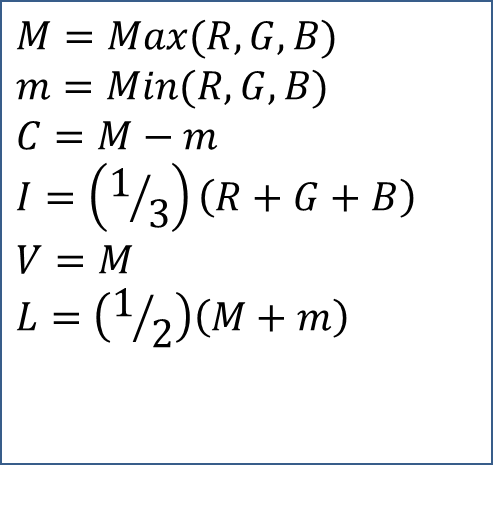 M = Max(R, G, B)
m = Min(R, G, B)
C = M − m
I = (1/3)(R + G + B)
V = M
L = (1/2)(M + m)